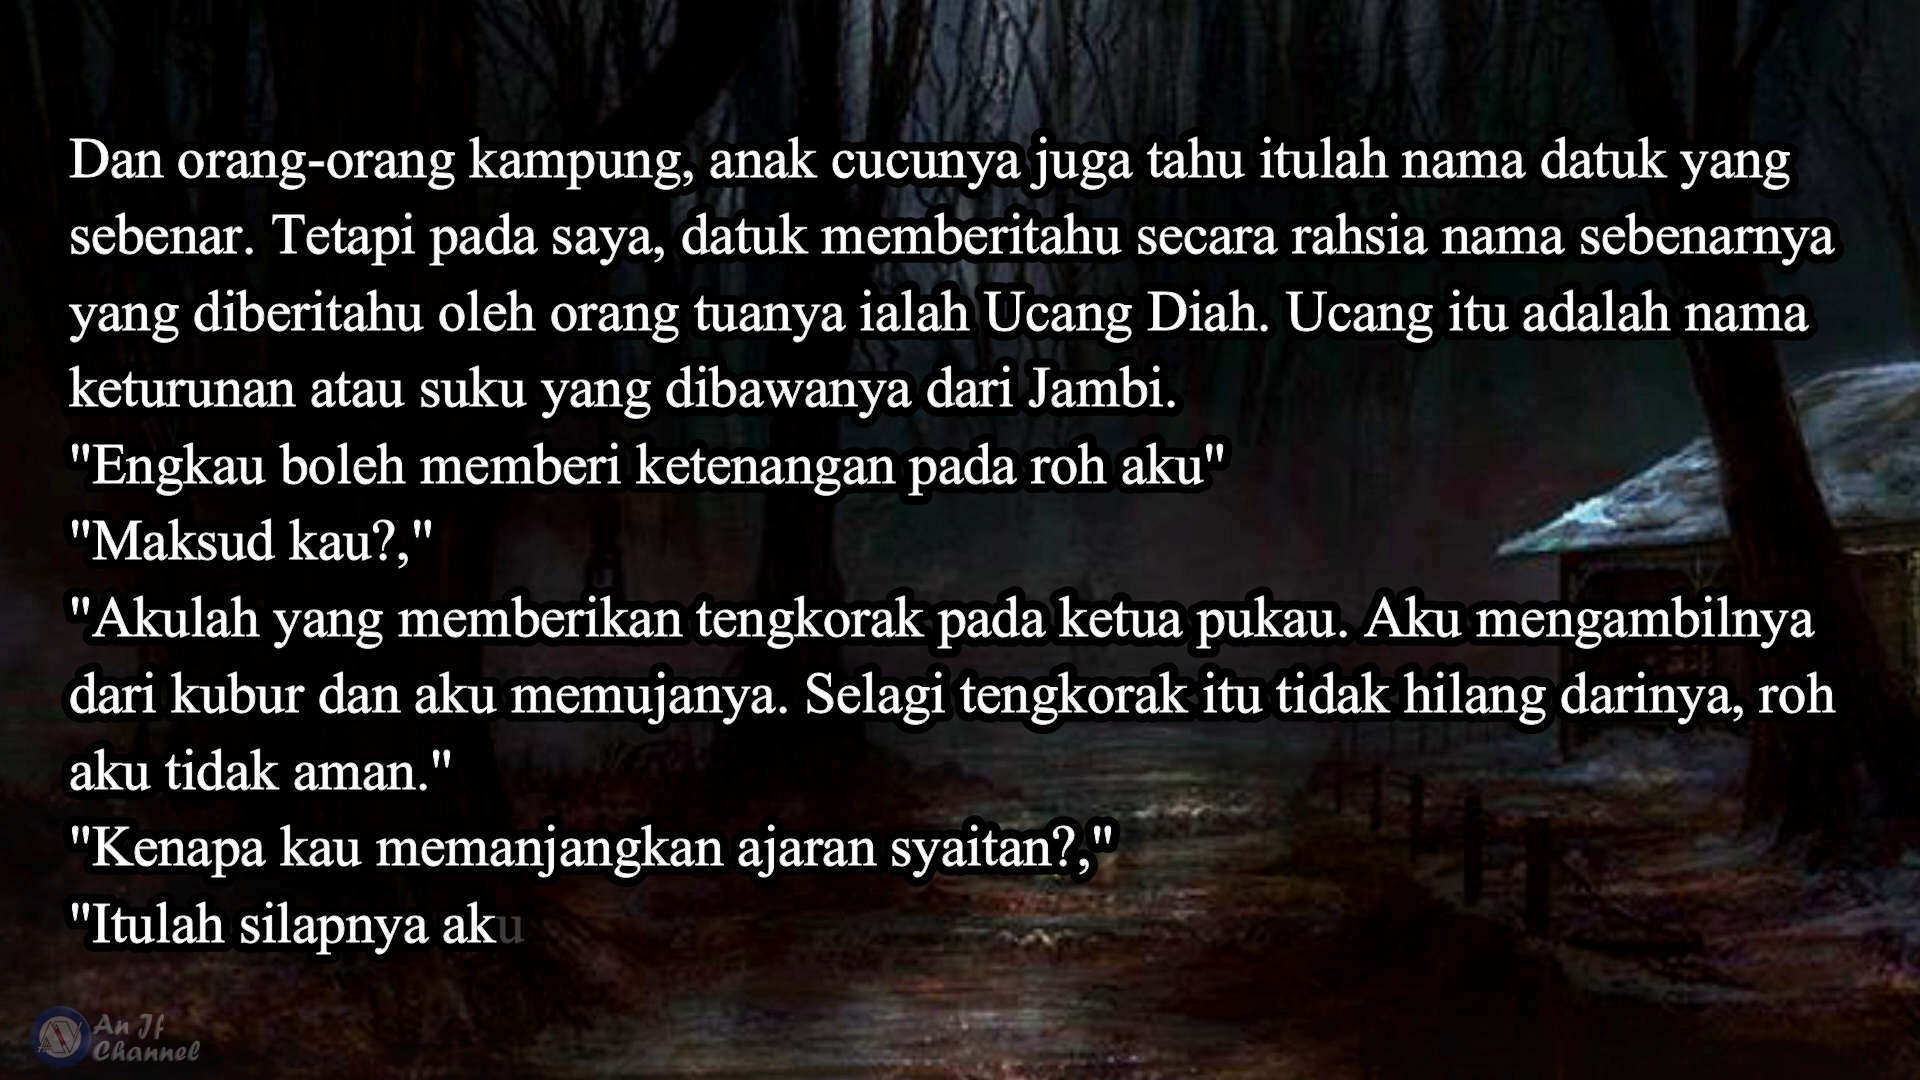 Dan orang-orang kampung, anak cucunya juga tahu itulah nama datuk yang
sebenar. Tetapi pada saya, datuk memberitahu secara rahsia nama sebenarnya
yang diberitahu oleh orang tuanya ialah Ucang Diah. Ucang itu adalah nama
keturunan atau suku yang dibawanya dari Jambi.
"Engkau boleh memberi ketenangan pada roh aku"
"Maksud kau?,"
"Akulah yang memberikan tengkorak pada ketua pukau. Aku mengambilnya
dari kubur dan aku memujanya. Selagi tengkorak itu tidak hilang darinya, roh
aku tidak aman."
"Kenapa kau memanjangkan ajaran syaitan?,"
"Itulah silapnya aku
An Jf
Channel